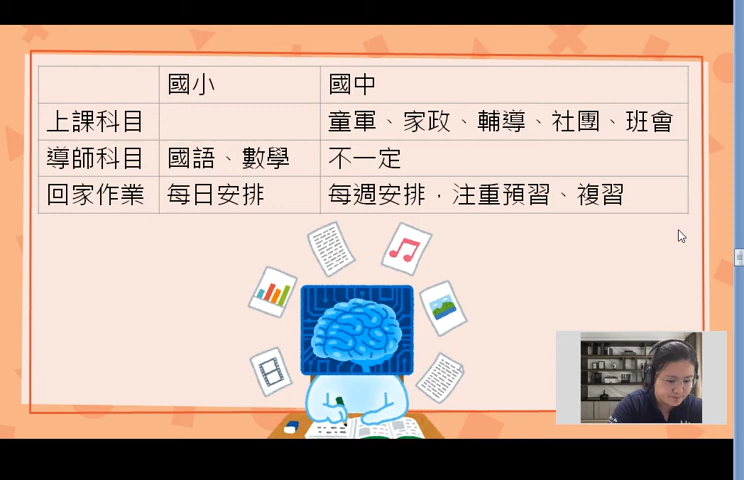 國小 國中
上課科目 童軍、家政、輔導、社團、班會
導師科目 國語、數學 不一定
回家作業 每日安排 每週安排，注重預習、複習